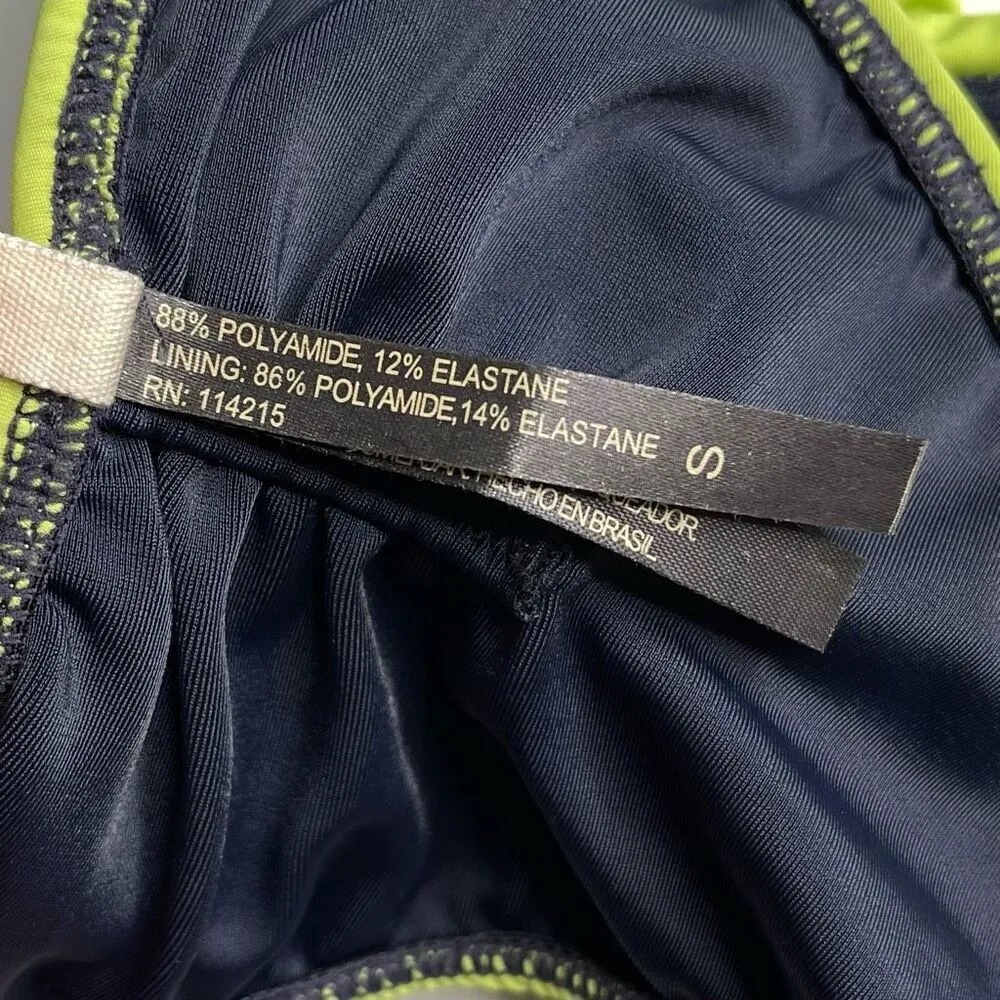 88% POLYAMIDE, 12% ELASTANE
LINING: 86% POLYAMIDE,14% ELASTANE
RN: 114215
S
HECHO EN BRASIL